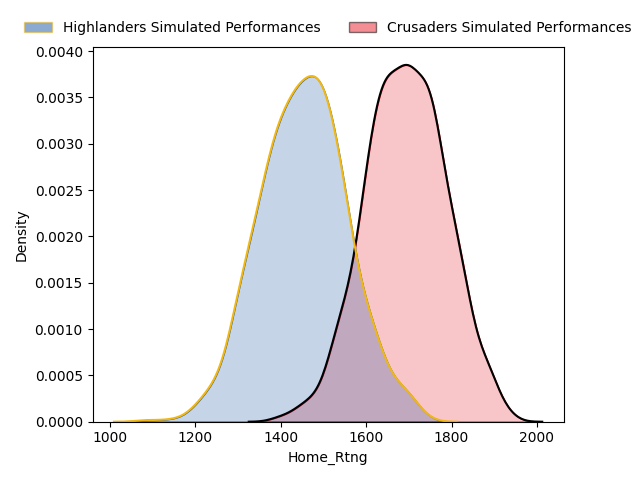 Highlanders Simulated Performances Crusaders Simulated Performances
0.0040
0.0035
0.0030
0.0025
0.0020
0.0015
0.0010
0.0005
0.0000
Density
1000 1200 1400 1600 1800 2000
Home_Rtng